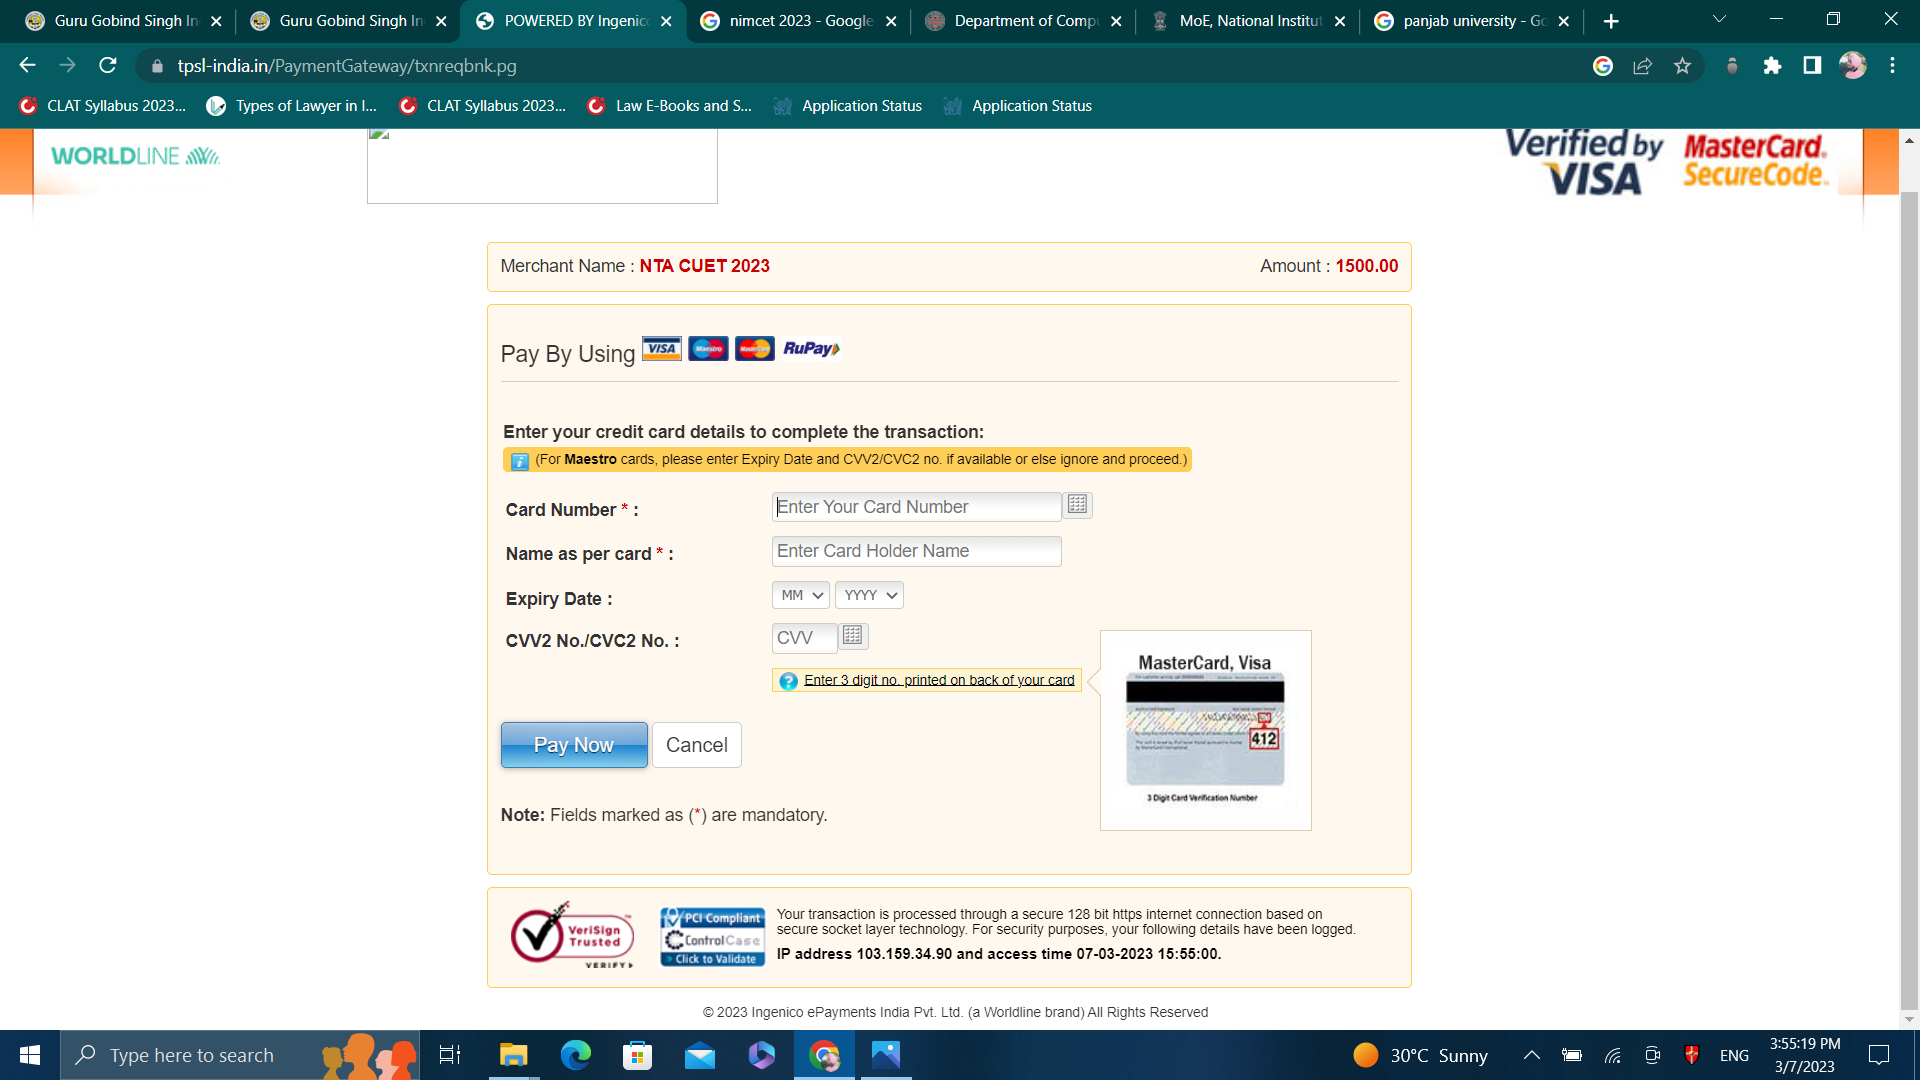 Guru Gobind Singh In
Guru Gobind Singh In
POWERED BY Ingenico
nimcet 2023 - Google
Department of Compu
MoE, National Institut
panjab university - Go
tpsl-india.in/PaymentGateway/txnreqbnk.pg
CLAT Syllabus 2023...
Types of Lawyer in I...
CLAT Syllabus 2023...
Law E-Books and S...
Application Status
Application Status
WORLDLINE
Verified by VISA
MasterCard. SecureCode.
Merchant Name : NTA CUET 2023
Amount : 1500.00
Pay By Using VISA Maestro MasterCard RuPay
Enter your credit card details to complete the transaction:
(For Maestro cards, please enter Expiry Date and CVV2/CVC2 no. if available or else ignore and proceed.)
Card Number * :
Enter Your Card Number
Name as per card * :
Enter Card Holder Name
Expiry Date :
MM
YYYY
CVV2 No./CVC2 No. :
CVV
Enter 3 digit no. printed on back of your card
MasterCard, Visa
412
3 Digit Card Verification Number
Pay Now
Cancel
Note: Fields marked as (*) are mandatory.
VeriSign
Trusted
VERIFY
PCI Compliant
ControlCase
Click to Validate
Your transaction is processed through a secure 128 bit https internet connection based on
secure socket layer technology. For security purposes, your following details have been logged.
IP address 103.159.34.90 and access time 07-03-2023 15:55:00.
© 2023 Ingenico ePayments India Pvt. Ltd. (a Worldline brand) All Rights Reserved
Type here to search
30°C Sunny
ENG
3:55:19 PM
3/7/2023